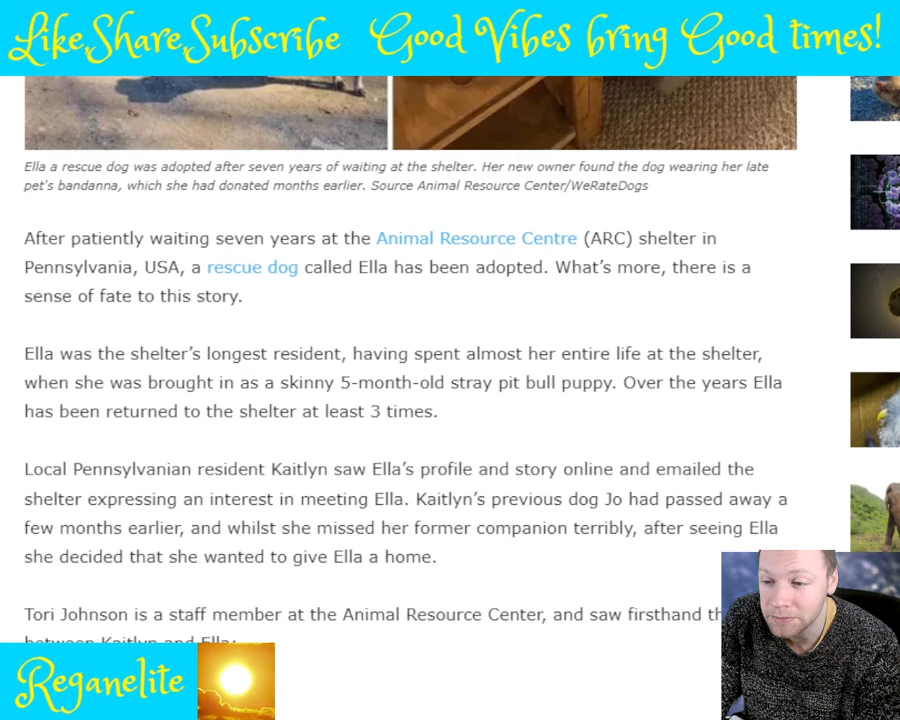 Like,Share,Subscribe Good Vibes bring Good times!
Ella a rescue dog was adopted after seven years of waiting at the shelter. Her new owner found the dog wearing her late
pet's bandanna, which she had donated months earlier. Source Animal Resource Center/WeRateDogs
After patiently waiting seven years at the Animal Resource Centre (ARC) shelter in
Pennsylvania, USA, a rescue dog called Ella has been adopted. What’s more, there is a
sense of fate to this story.
Ella was the shelter’s longest resident, having spent almost her entire life at the shelter,
when she was brought in as a skinny 5-month-old stray pit bull puppy. Over the years Ella
has been returned to the shelter at least 3 times.
Local Pennsylvanian resident Kaitlyn saw Ella’s profile and story online and emailed the
shelter expressing an interest in meeting Ella. Kaitlyn’s previous dog Jo had passed away a
few months earlier, and whilst she missed her former companion terribly, after seeing Ella
she decided that she wanted to give Ella a home.
Tori Johnson is a staff member at the Animal Resource Center, and saw firsthand
between Kaitlyn and Ella:
Reganelite